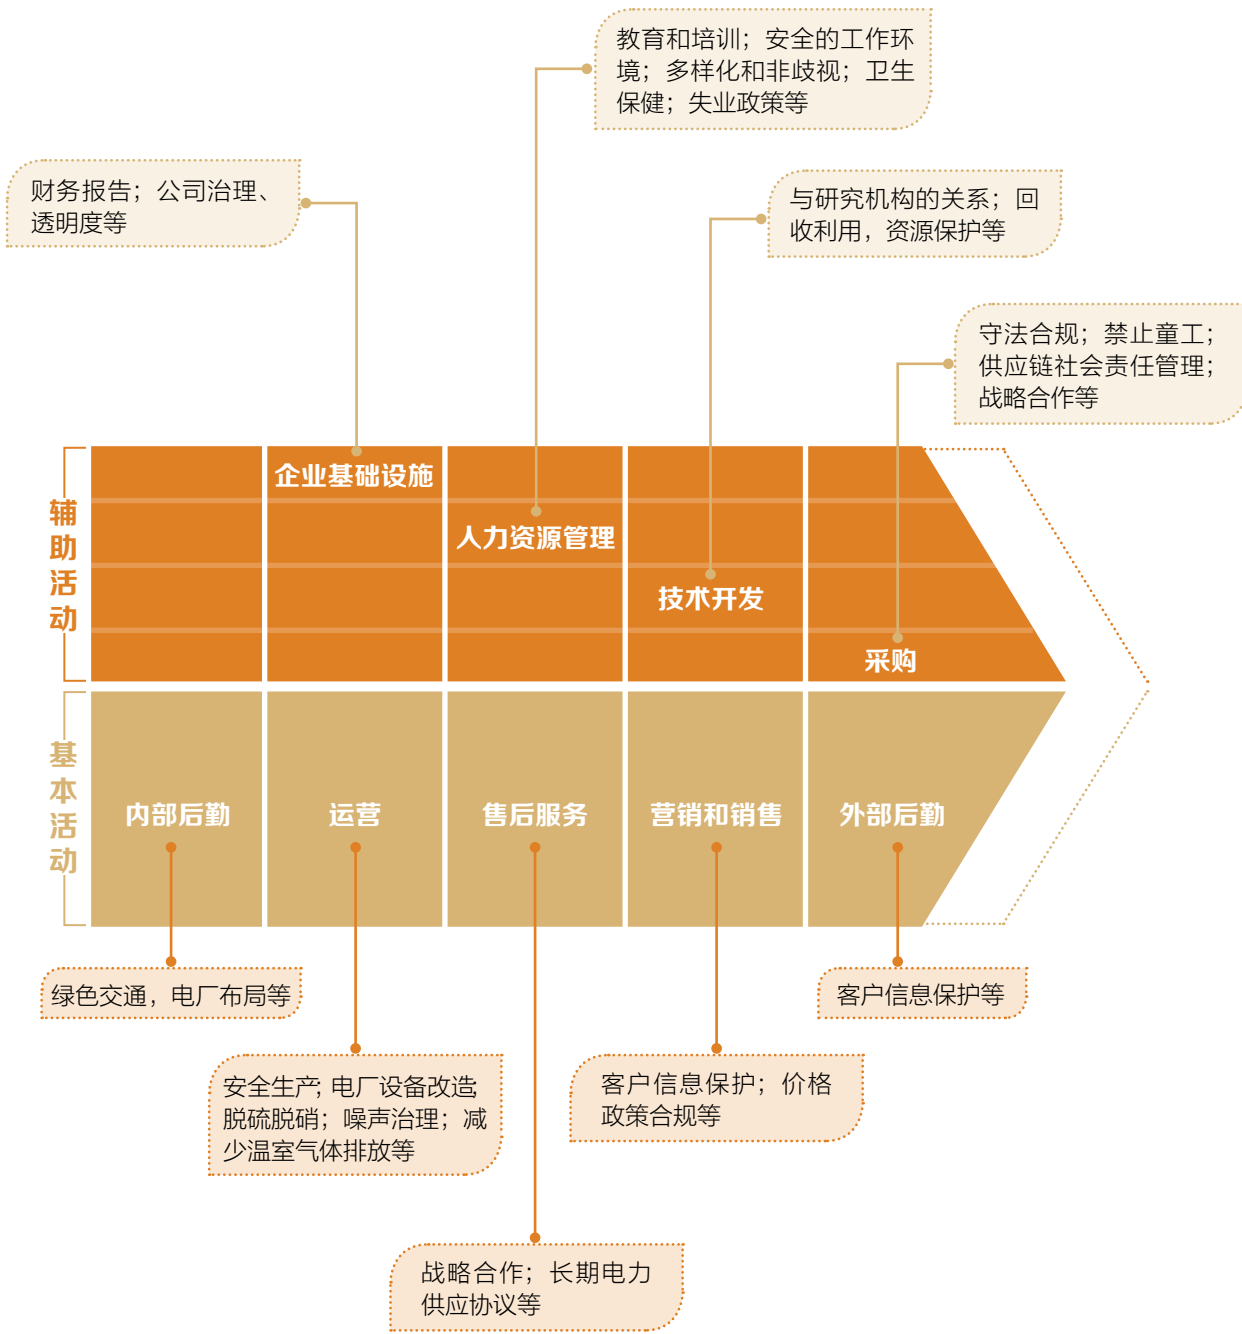 教育和培训；安全的工作环
境；多样化和非歧视；卫生
保健；失业政策等
财务报告；公司治理、
透明度等
与研究机构的关系；回
收利用，资源保护等
守法合规；禁止童工；
供应链社会责任管理；
战略合作等
辅助活动
企业基础设施
人力资源管理
技术开发
采购
基本活动
内部后勤
运营
售后服务
营销和销售
外部后勤
绿色交通，电厂布局等
客户信息保护等
安全生产；电厂设备改造；
脱硫脱硝；噪声治理；减
少温室气体排放等
客户信息保护；价格
政策合规等
战略合作；长期电力
供应协议等